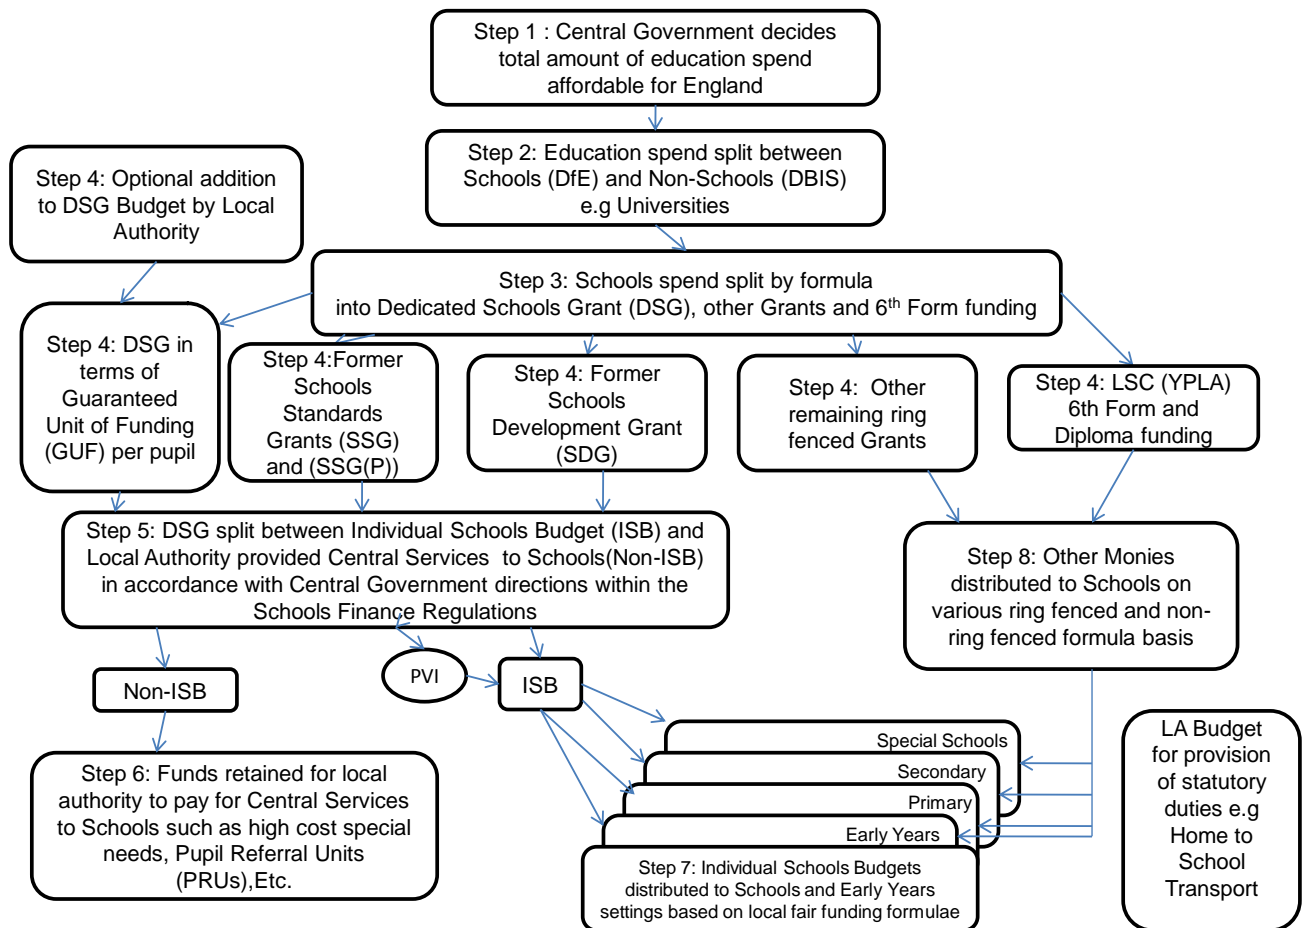 Step 1 : Central Government decides
total amount of education spend
affordable for England
Step 2: Education spend split between
Schools (DfE) and Non-Schools (DBIS)
e.g Universities
Step 4: Optional addition
to DSG Budget by Local
Authority
Step 3: Schools spend split by formula
into Dedicated Schools Grant (DSG), other Grants and 6th Form funding
Step 4: DSG in
terms of
Guaranteed
Unit of Funding
(GUF) per pupil
Step 4:Former
Schools
Standards
Grants (SSG)
and (SSG(P))
Step 4: Former
Schools
Development Grant
(SDG)
Step 4: Other
remaining ring
fenced Grants
Step 4: LSC (YPLA)
6th Form and
Diploma funding
Step 5: DSG split between Individual Schools Budget (ISB) and
Local Authority provided Central Services to Schools(Non-ISB)
in accordance with Central Government directions within the
Schools Finance Regulations
Step 8: Other Monies
distributed to Schools on
various ring fenced and non-
ring fenced formula basis
Non-ISB
PVI
ISB
Step 6: Funds retained for local
authority to pay for Central Services
to Schools such as high cost special
needs, Pupil Referral Units
(PRUs),Etc.
Special Schools
Secondary
Primary
Early Years
Step 7: Individual Schools Budgets
distributed to Schools and Early Years
settings based on local fair funding formulae
LA Budget
for provision
of statutory
duties e.g
Home to
School
Transport